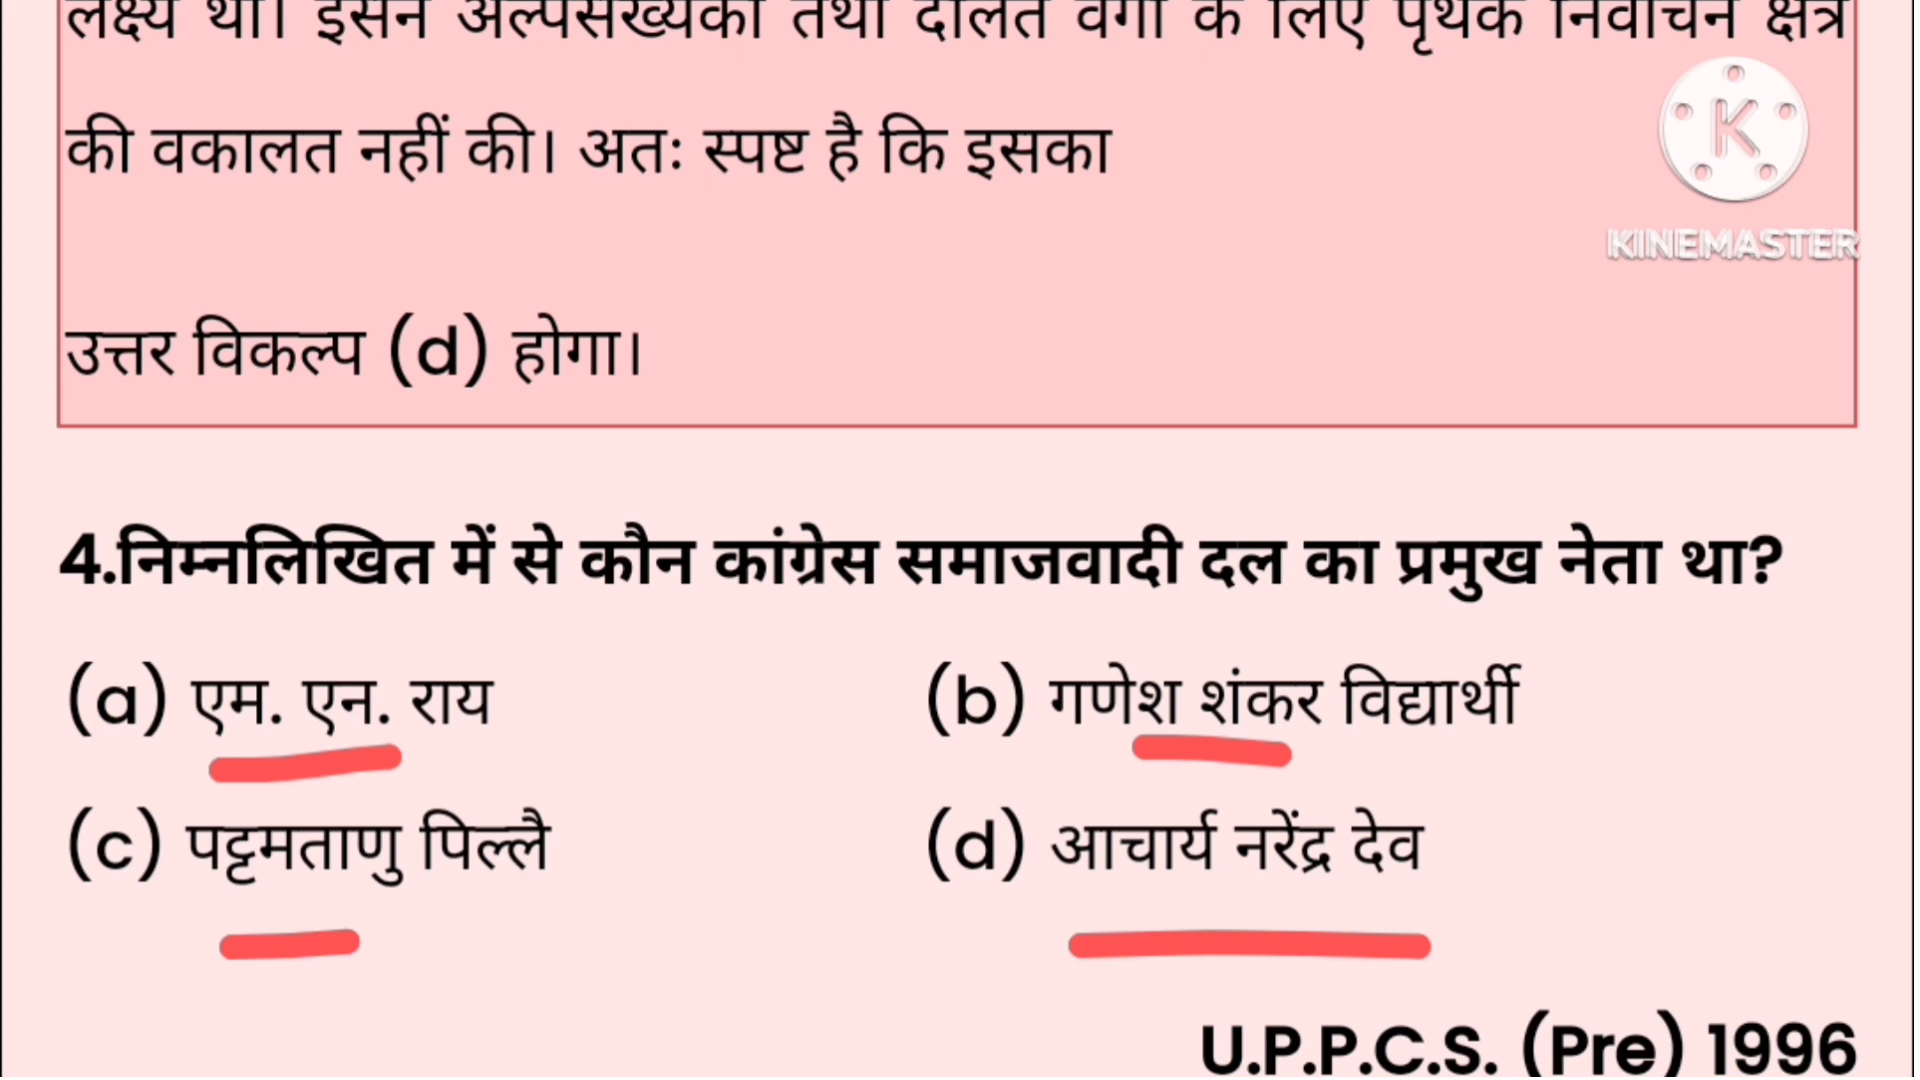 लक्ष्य था। इसने अल्पसंख्यकों तथा दलित वर्गों के लिए पृथक निर्वाचन क्षेत्र
की वकालत नहीं की। अतः स्पष्ट है कि इसका
K
KINEMASTER
उत्तर विकल्प (d) होगा।
4.निम्नलिखित में से कौन कांग्रेस समाजवादी दल का प्रमुख नेता था?
(a) एम. एन. राय (b) गणेश शंकर विद्यार्थी
(c) पट्टमताणु पिल्लै (d) आचार्य नरेंद्र देव
U.P.P.C.S. (Pre) 1996